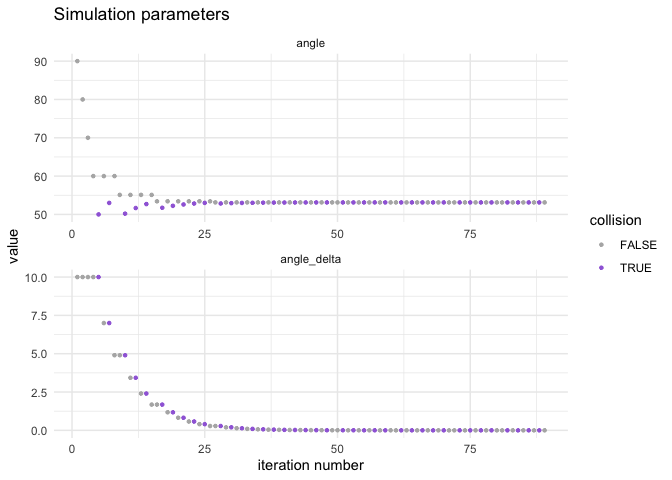 Simulation parameters
angle
90
80
70
60
50
0 25 50 75
value
angle_delta
10.0
7.5
5.0
2.5
0.0
0 25 50 75
iteration number
collision
FALSE
TRUE